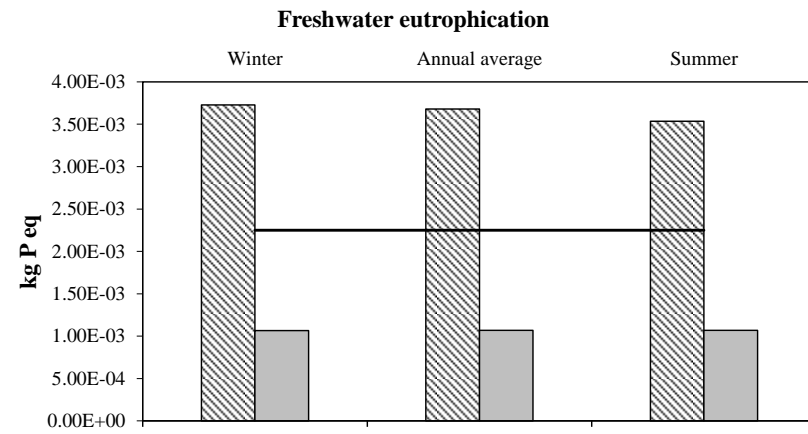 Freshwater eutrophication
Winter Annual average Summer
4.00E-03
3.50E-03
3.00E-03
2.50E-03
2.00E-03
1.50E-03
1.00E-03
5.00E-04
0.00E+00
kg P eq